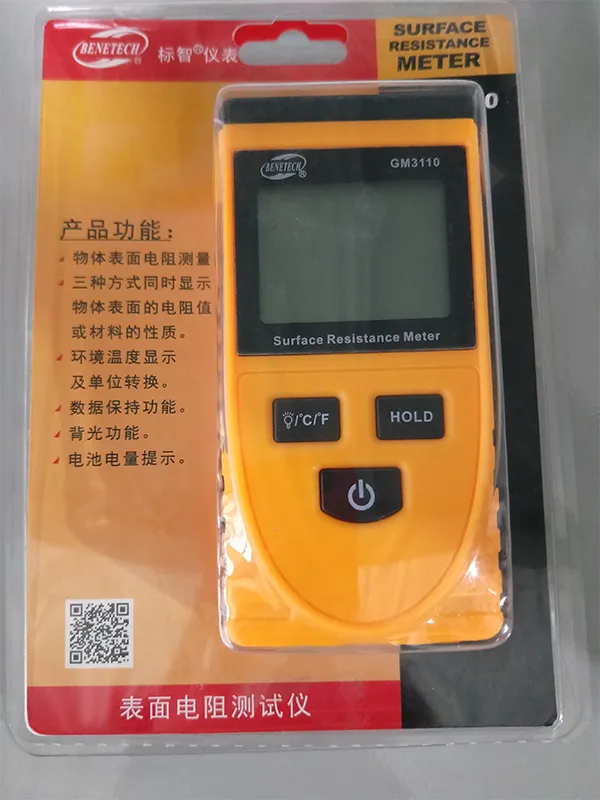 BENETECH
标智®仪表
SURFACE
RESISTANCE
METER
0
BENETECH®
GM3110
产品功能：
物体表面电阻测量
三种方式同时显示
物体表面的电阻值
或材料的性质。
环境温度显示
及单位转换。
数据保持功能。
背光功能。
电池电量提示。
Surface Resistance Meter
/°C/°F
HOLD
表面电阻测试仪